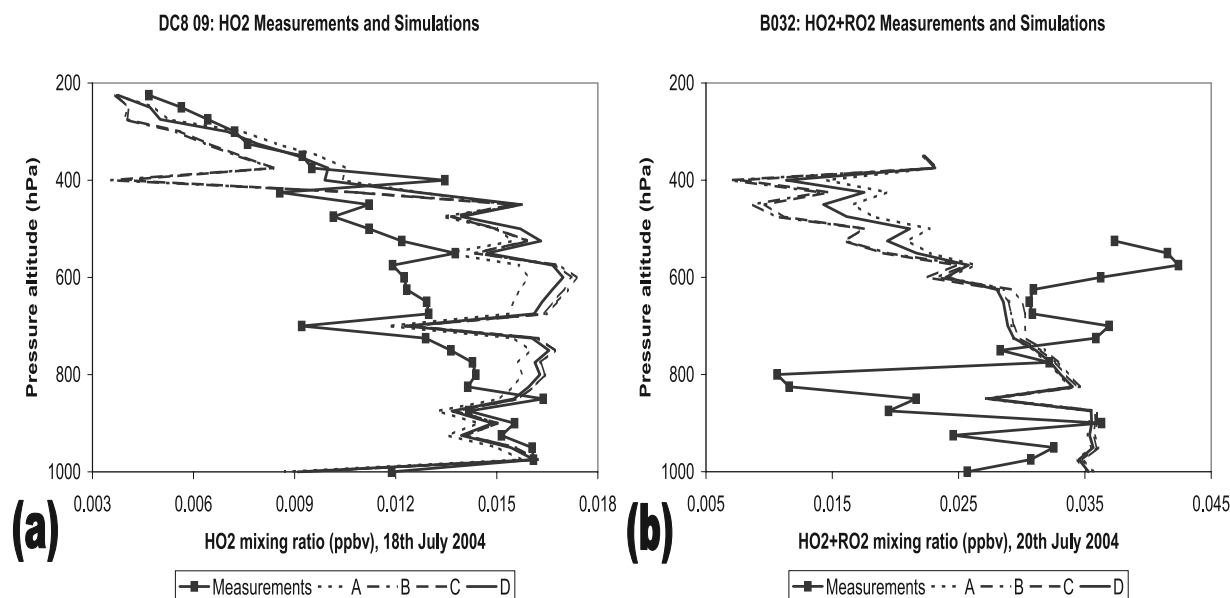 DC8 09: HO2 Measurements and Simulations
200
400
600
800
1000
Pressure altitude (hPa)
0.003 0.006 0.009 0.012 0.015 0.018
(a)
HO2 mixing ratio (ppbv), 18th July 2004
Measurements A B C D
B032: HO2+RO2 Measurements and Simulations
200
400
600
800
1000
Pressure altitude (hPa)
0.005 0.015 0.025 0.035 0.045
(b)
HO2+RO2 mixing ratio (ppbv), 20th July 2004
Measurements A B C D